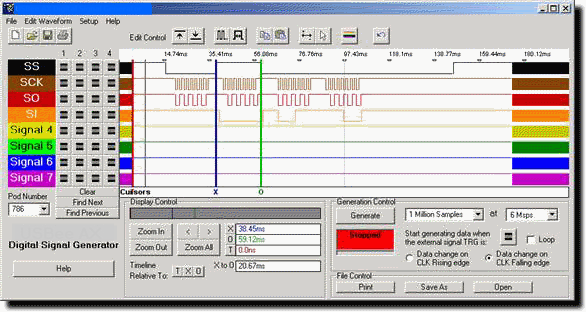 File Edit Waveform Setup Help
Edit Control
1 2 3 4
14.74ms 35.41ms 56.08ms 76.76ms 97.43ms 118.1ms 138.77ms 159.44ms 180.12ms
SS
SCK
SO
SI
Signal 4
Signal 5
Signal 6
Signal 7
Cursors X O
Pod Number
786
Clear
Find Next
Find Previous
Digital Signal Generator
Help
Display Control
Zoom In < >
Zoom Out Zoom All
X 38.45ms
O 59.12ms
T 0.0ns
Timeline
Relative To: T X O
X to O 20.67ms
Generation Control
Generate 1 Million Samples at 6 Msps.
Stopped
Start generating data when
the external signal TRG is:
Loop
Data change on
CLK Rising edge
Data change on
CLK Falling edge
File Control
Print Save As Open